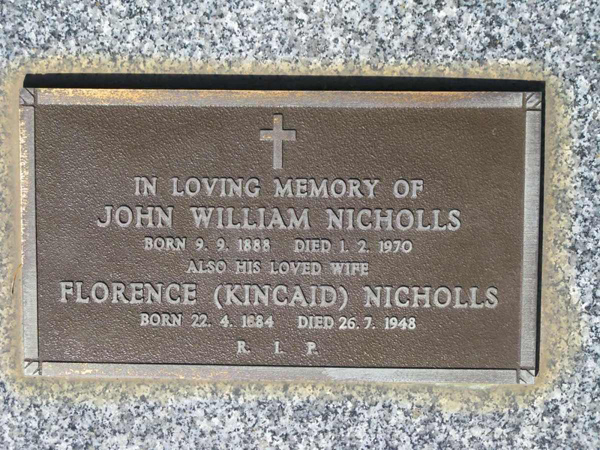 IN LOVING MEMORY OF
JOHN WILLIAM NICHOLLS
BORN 9. 9. 1888 DIED 1. 2. 1970
ALSO HIS LOVED WIFE
FLORENCE (KINCAID) NICHOLLS
BORN 22. 4. 1884 DIED 26. 7. 1948
R. I. P.